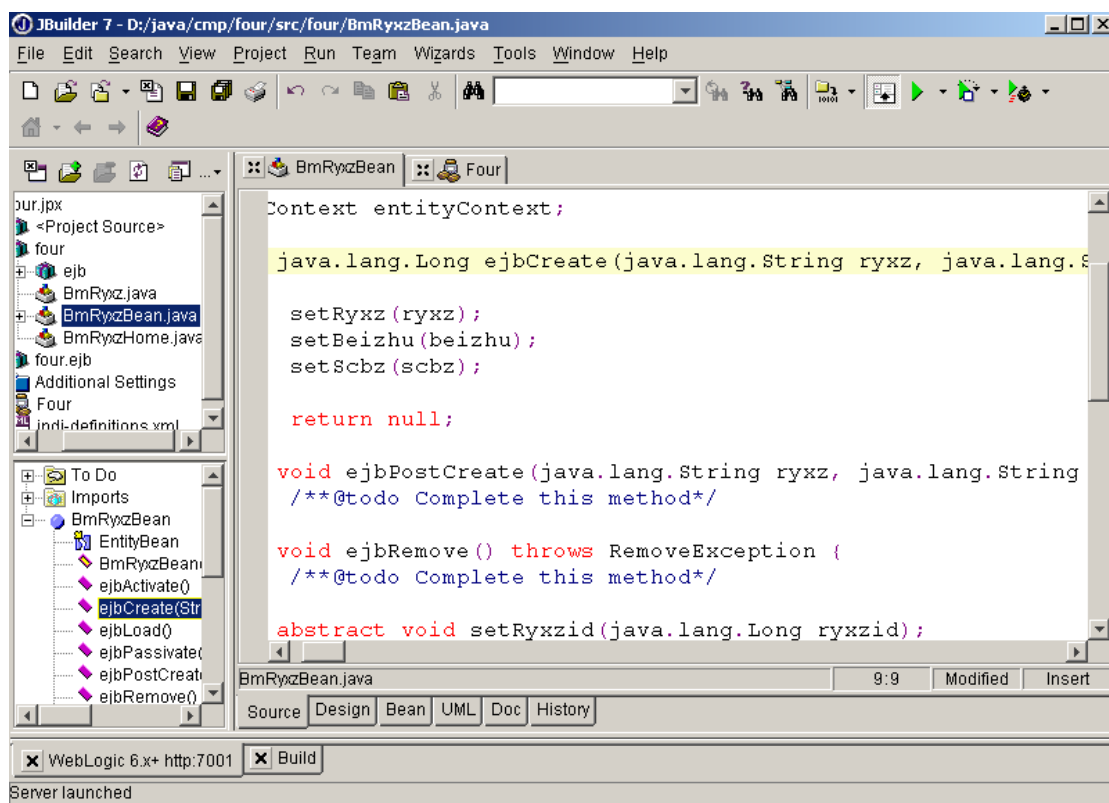 JBuilder 7 - D:/java/cmp/four/src/four/BmRyxzBean.java
File Edit Search View Project Run Team Wizards Tools Window Help
BmRyxzBean Four
our.jpx
<Project Source>
four
ejb
BmRyxz.java
BmRyxzBean.java
BmRyxzHome.java
four.ejb
Additional Settings
Four
jndi-definitions.xml
To Do
Imports
BmRyxzBean
EntityBean
BmRyxzBean
ejbActivate()
ejbCreate(Str
ejbLoad()
ejbPassivate(
ejbPostCreat
ejbRemove()
Context entityContext;
java.lang.Long ejbCreate(java.lang.String ryxz, java.lang.S
setRyxz(ryxz);
setBeizhu(beizhu);
setScbz(scbz);
return null;
void ejbPostCreate(java.lang.String ryxz, java.lang.String
/**@todo Complete this method*/
void ejbRemove() throws RemoveException {
/**@todo Complete this method*/
abstract void setRyxzid(java.lang.Long ryxzid);
BmRyxzBean.java 9:9 Modified Insert
Source Design Bean UML Doc History
WebLogic 6.x+ http:7001 Build
Server launched